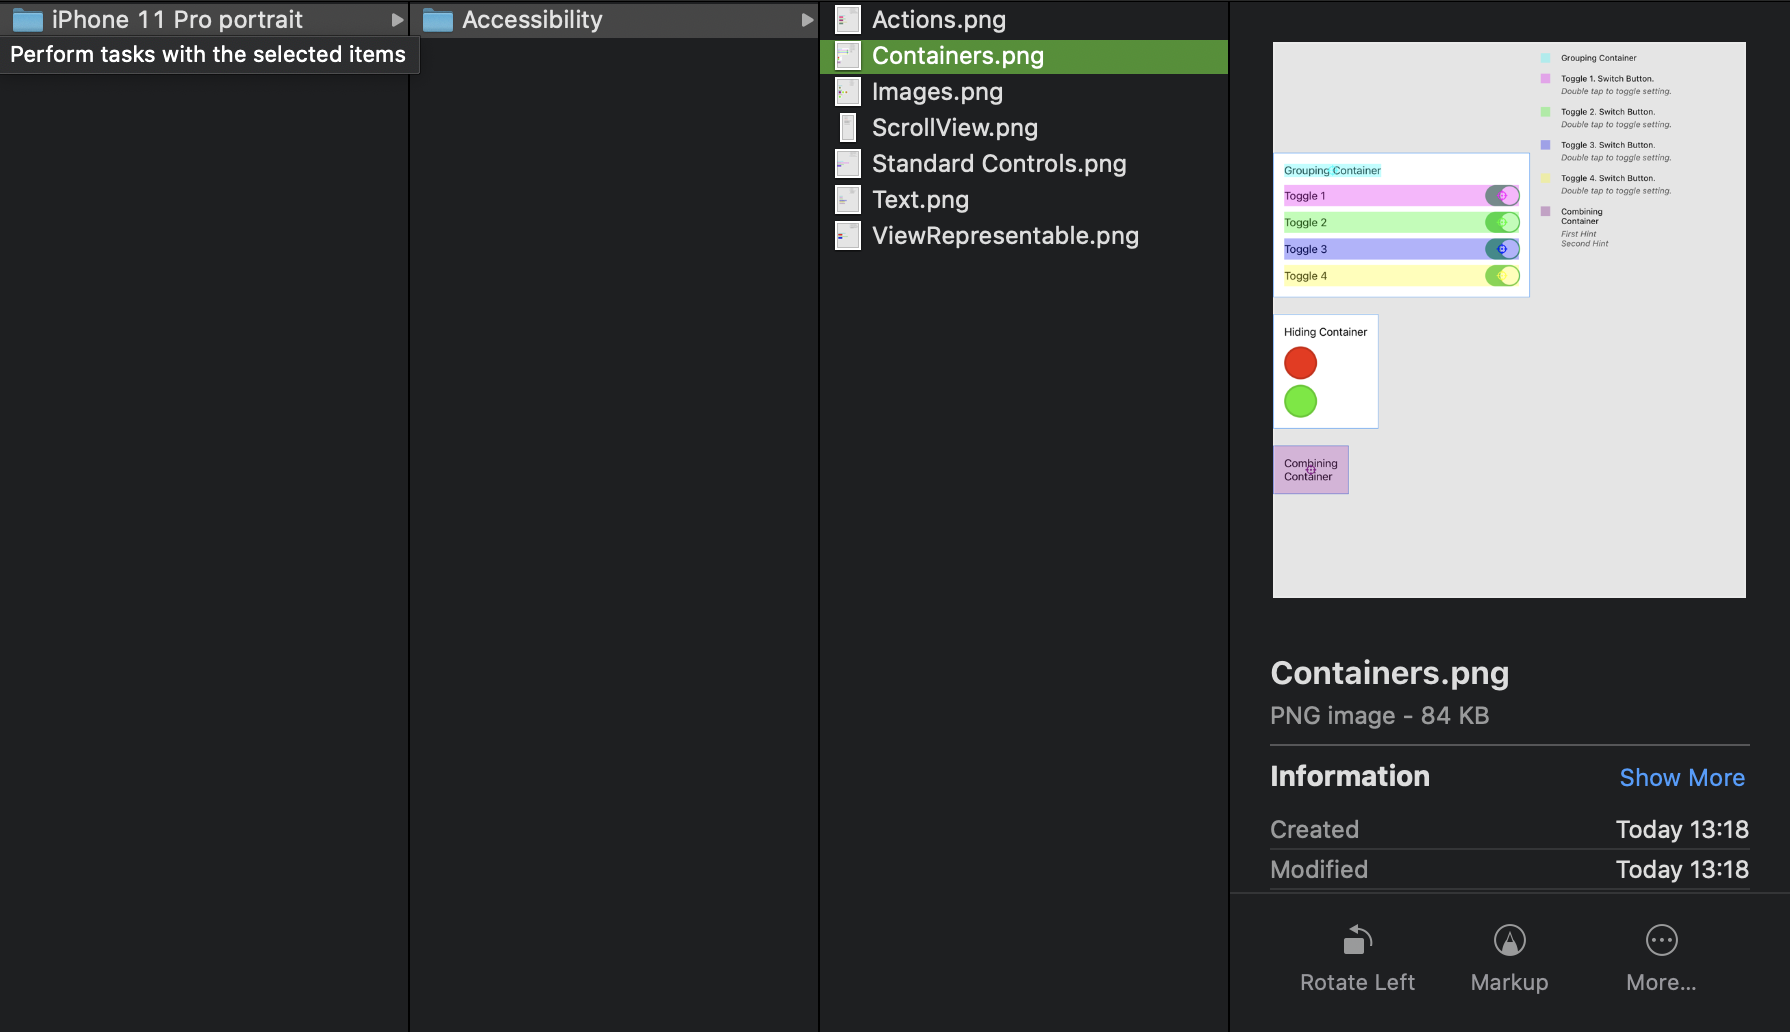 iPhone 11 Pro portrait
Perform tasks with the selected items
Accessibility
Actions.png
Containers.png
Images.png
ScrollView.png
Standard Controls.png
Text.png
ViewRepresentable.png
Grouping Container
Toggle 1
Toggle 2
Toggle 3
Toggle 4
Hiding Container
Combining
Container
Grouping Container
Toggle 1. Switch Button.
Double tap to toggle setting.
Toggle 2. Switch Button.
Double tap to toggle setting.
Toggle 3. Switch Button.
Double tap to toggle setting.
Toggle 4. Switch Button.
Double tap to toggle setting.
Combining
Container
First Hint
Second Hint
Containers.png
PNG image - 84 KB
Information Show More
Created Today 13:18
Modified Today 13:18
Rotate Left Markup More...